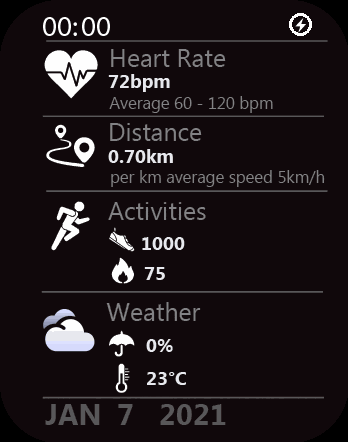 00:00
Heart Rate
72bpm
Average 60 - 120 bpm
Distance
0.70km
per km average speed 5km/h
Activities
1000
75
Weather
0%
23°C
JAN 7 2021